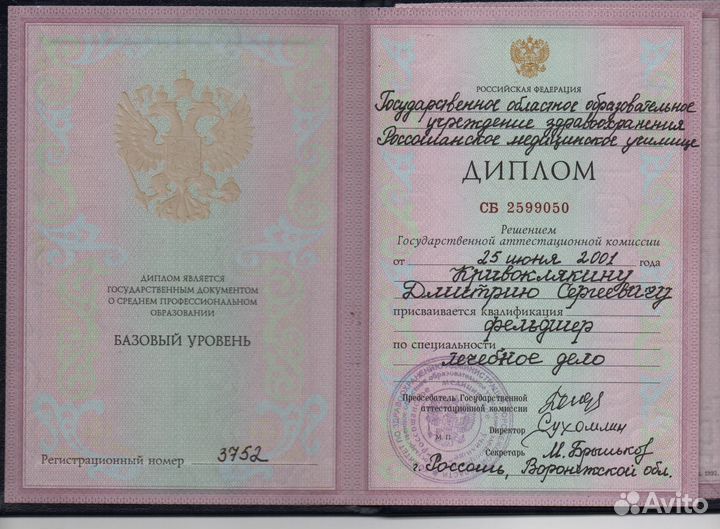 ДИПЛОМ ЯВЛЯЕТСЯ
ГОСУДАРСТВЕННЫМ ДОКУМЕНТОМ
О СРЕДНЕМ ПРОФЕССИОНАЛЬНОМ
ОБРАЗОВАНИИ
БАЗОВЫЙ УРОВЕНЬ
Регистрационный номер 3752
РОССИЙСКАЯ ФЕДЕРАЦИЯ
Государственное областное образовательное
учреждение здравоохранения
Россошанское медицинское училище
ДИПЛОМ
СБ 2599050
Решением
Государственной аттестационной комиссии
от 25 июня 2001 года
Кривоклякину
Дмитрию Сергеевичу
присваивается квалификация
фельдшер
по специальности
лечебное дело
Председатель Государственной
аттестационной комиссии
Директор Сухомлин
М.П.
Секретарь М. Брыльков
г. Россошь, Воронежской обл.
Avito